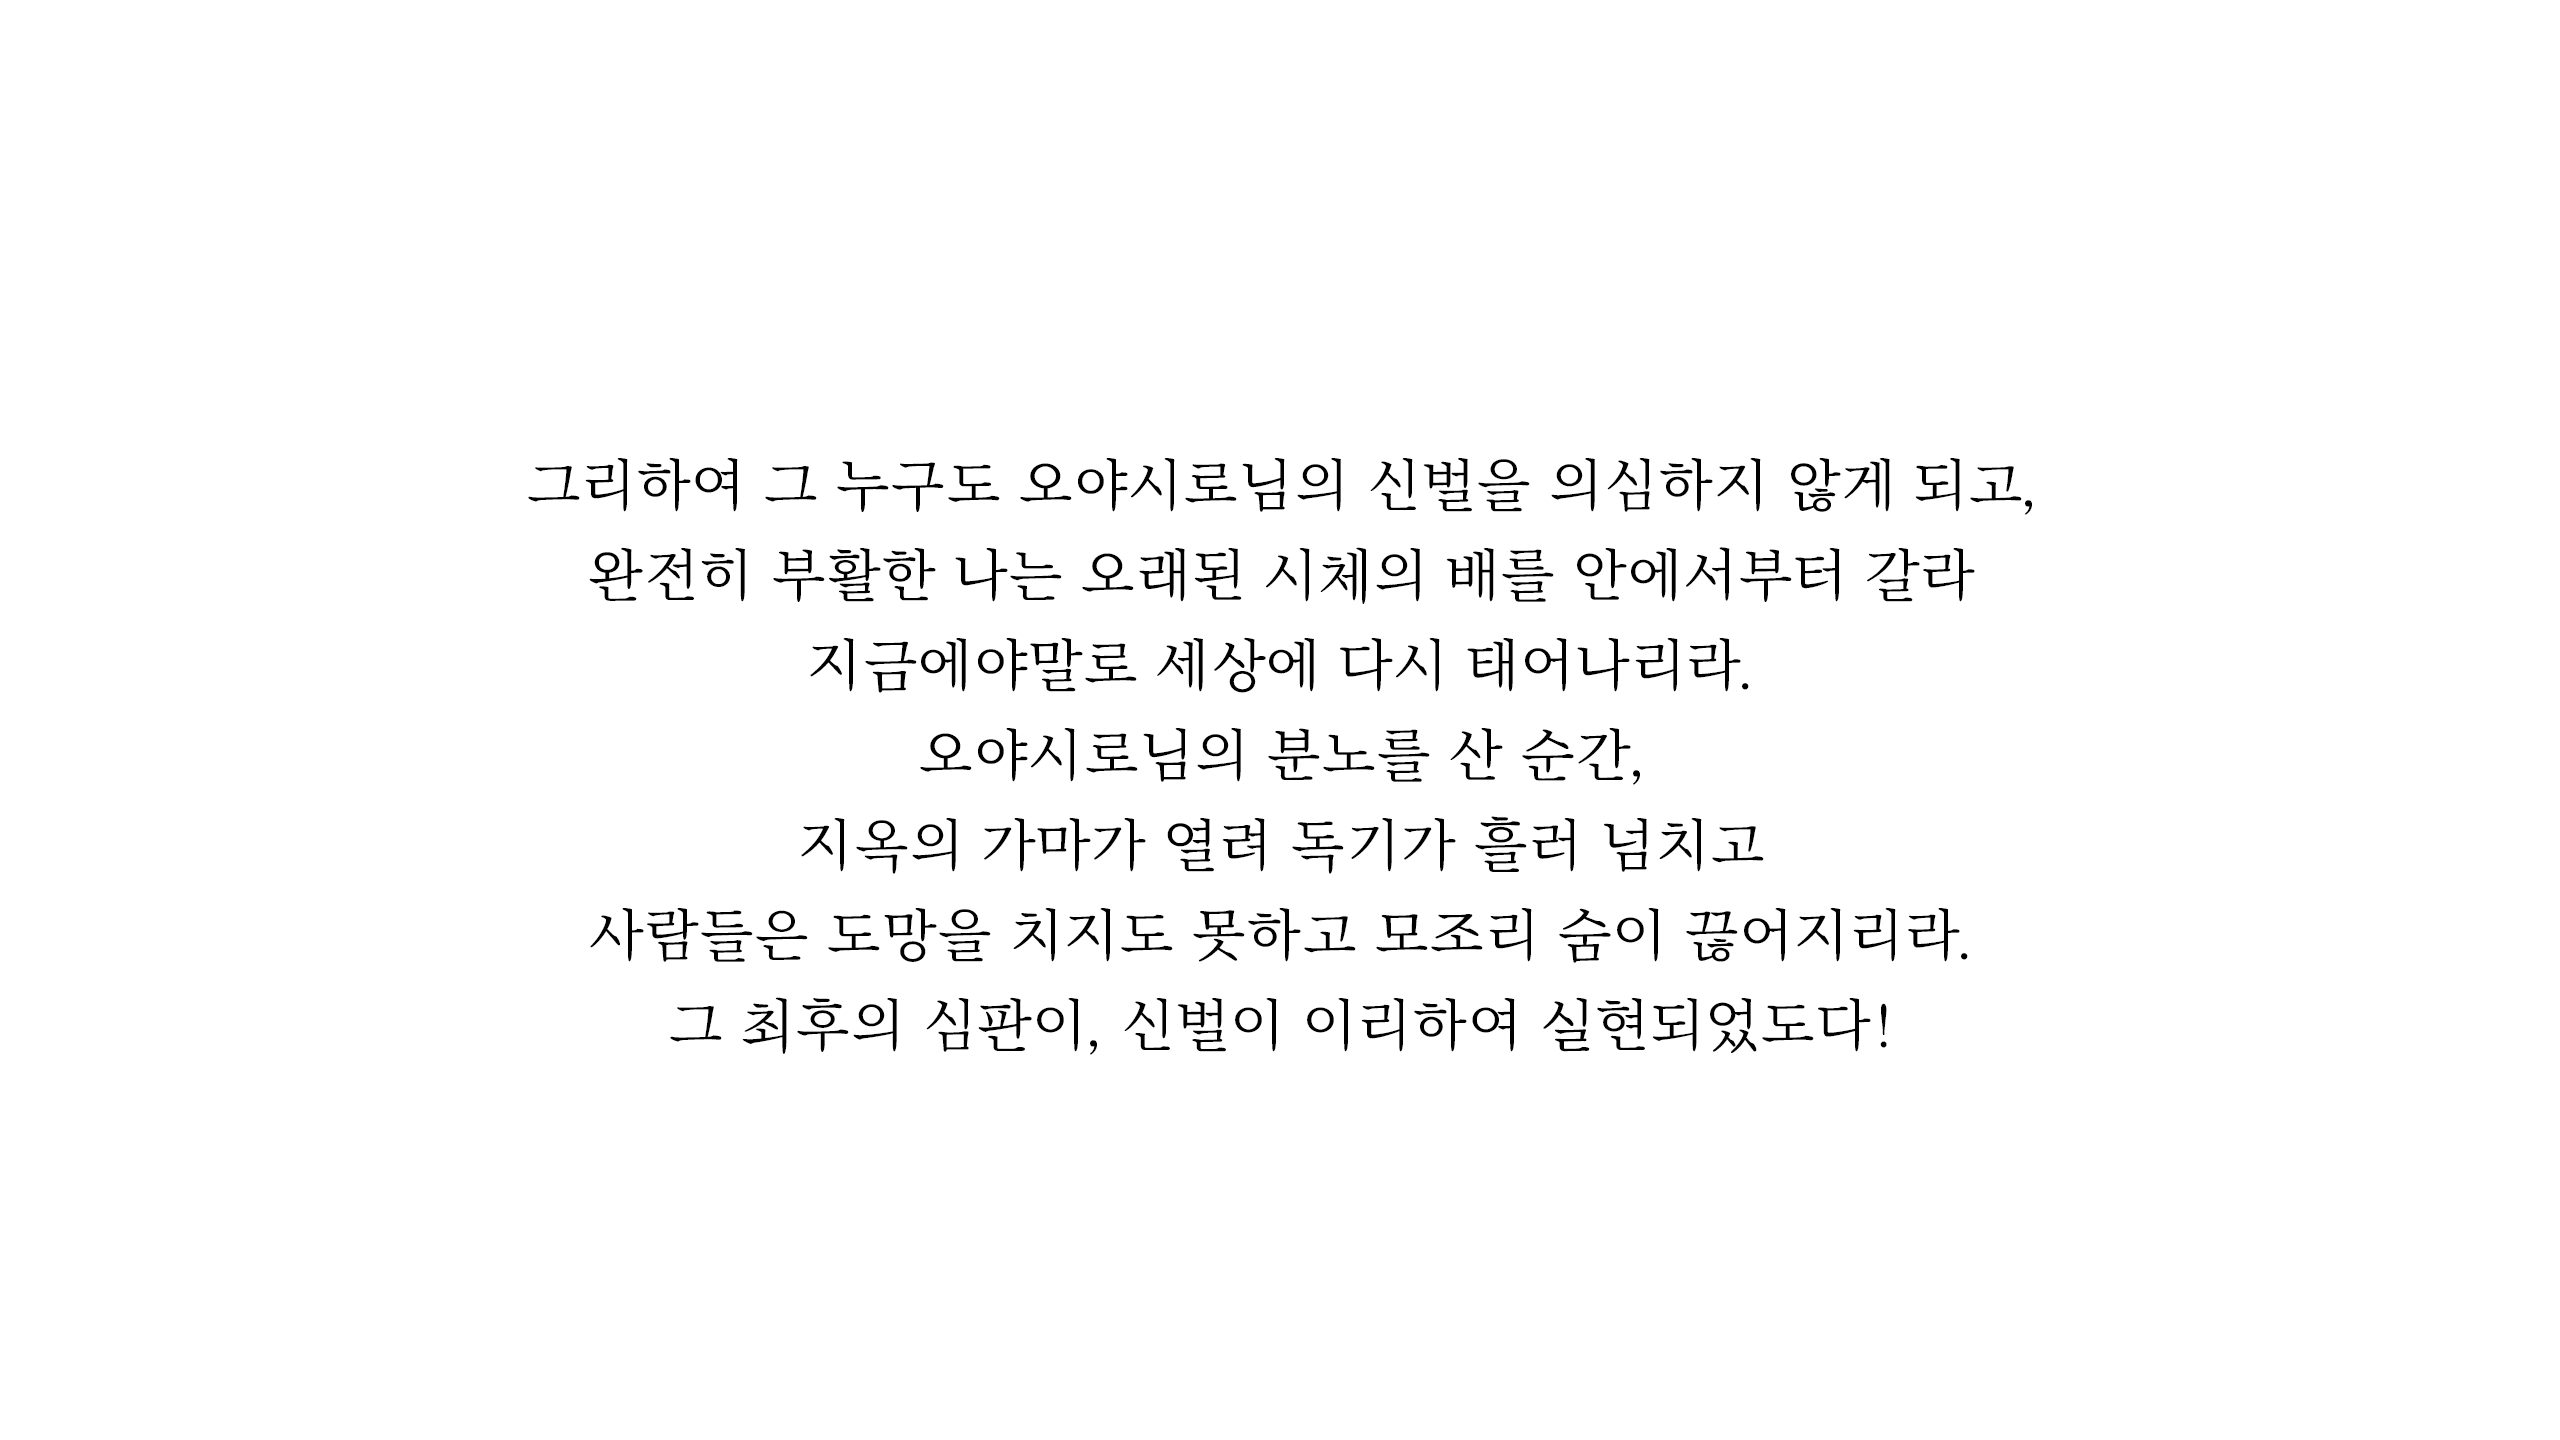 그리하여 그 누구도 오야시로님의 신벌을 의심하지 않게 되고,
완전히 부활한 나는 오래된 시체의 배를 안에서부터 갈라
지금에야말로 세상에 다시 태어나리라.
오야시로님의 분노를 산 순간,
지옥의 가마가 열려 독기가 흘러 넘치고
사람들은 도망을 치지도 못하고 모조리 숨이 끊어지리라.
그 최후의 심판이, 신벌이 이리하여 실현되었도다!